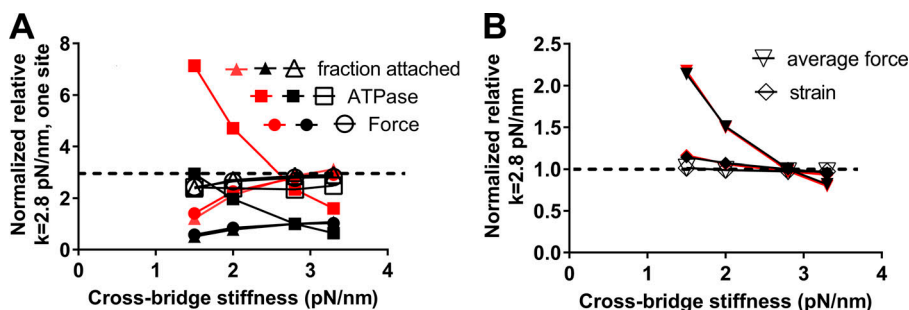 A
Normalized relative
k=2.8 pN/nm, one site
8
6
4
2
0
fraction attached
ATPase
Force
0 1 2 3 4
Cross-bridge stiffness (pN/nm)
B
Normalized relative
k=2.8 pN/nm
2.5
2.0
1.5
1.0
0.5
0.0
average force
strain
0 1 2 3 4
Cross-bridge stiffness (pN/nm)